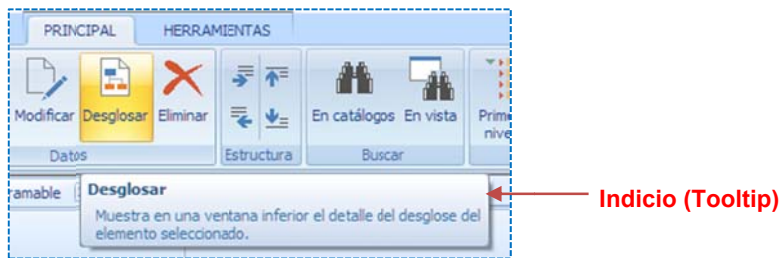 PRINCIPAL HERRAMIENTAS
Modificar Desglosar Eliminar En catálogos En vista
Datos Estructura Buscar
Desglosar
Muestra en una ventana inferior el detalle del desglose del
elemento seleccionado.
Indicio (Tooltip)